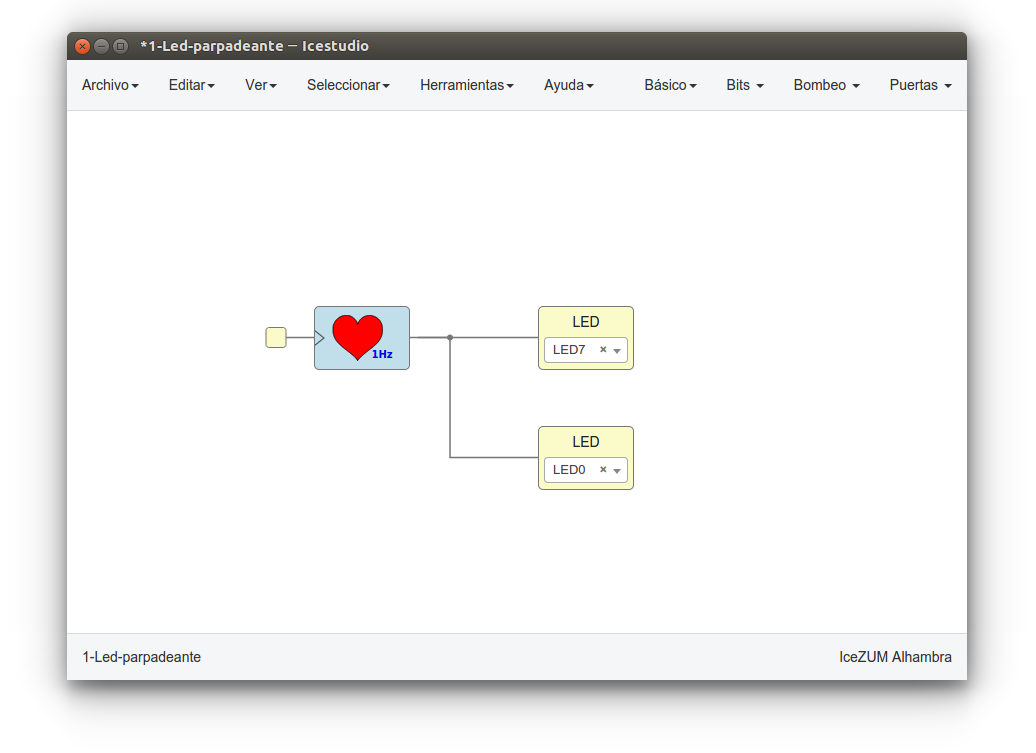 *1-Led-parpadeante — Icestudio
Archivo Editar Ver Seleccionar Herramientas Ayuda Básico Bits Bombeo Puertas
LED
1Hz
LED7
LED
LED0
1-Led-parpadeante IceZUM Alhambra